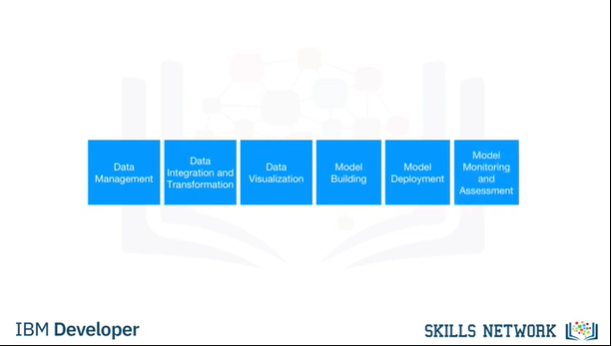 Data
Management
Data
Integration and
Transformation
Data
Visualization
Model
Building
Model
Deployment
Model
Monitoring
and
Assessment
IBM Developer
SKILLS NETWORK